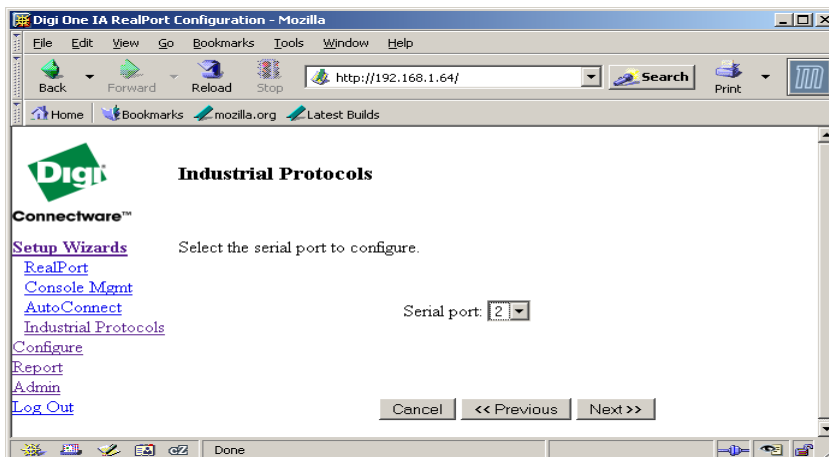 Digi One IA RealPort Configuration - Mozilla
File Edit View Go Bookmarks Tools Window Help
Back Forward Reload Stop http://192.168.1.64/ Search Print
Home Bookmarks mozilla.org Latest Builds
Digi
Connectware™
Industrial Protocols
Setup Wizards
RealPort
Console Mgmt
AutoConnect
Industrial Protocols
Configure
Report
Admin
Log Out
Select the serial port to configure.
Serial port: 2
Cancel << Previous Next >>
Done